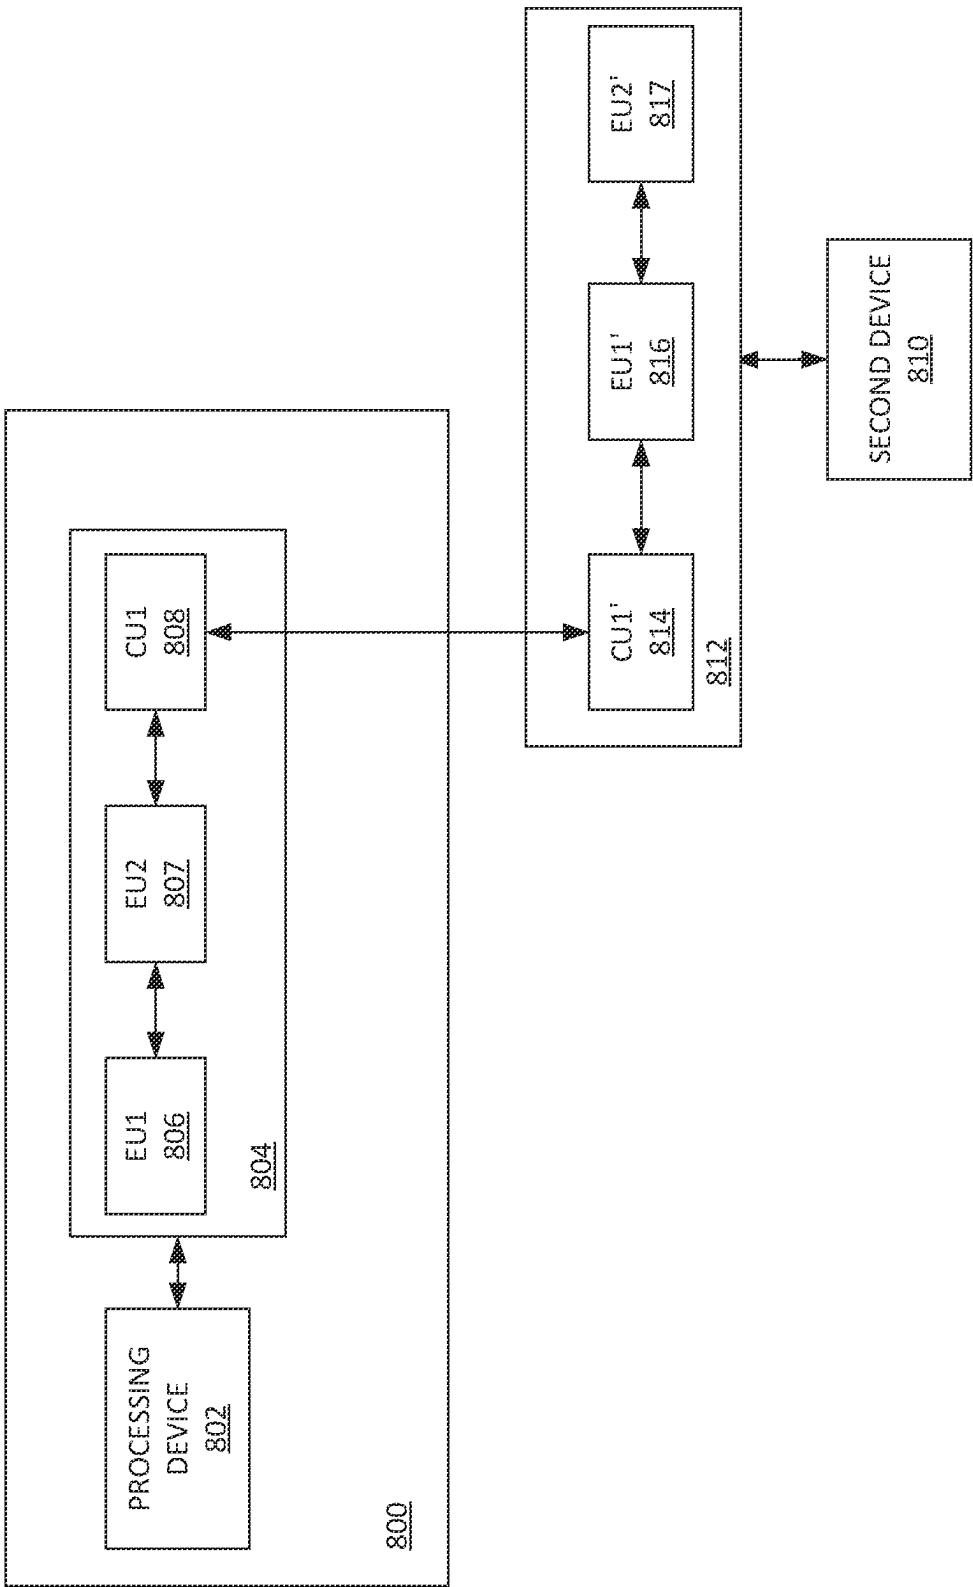 PROCESSING
DEVICE
802
EU1
806
EU2
807
CU1
808
804
800
CU1'
814
EU1'
816
EU2'
817
812
SECOND DEVICE
810